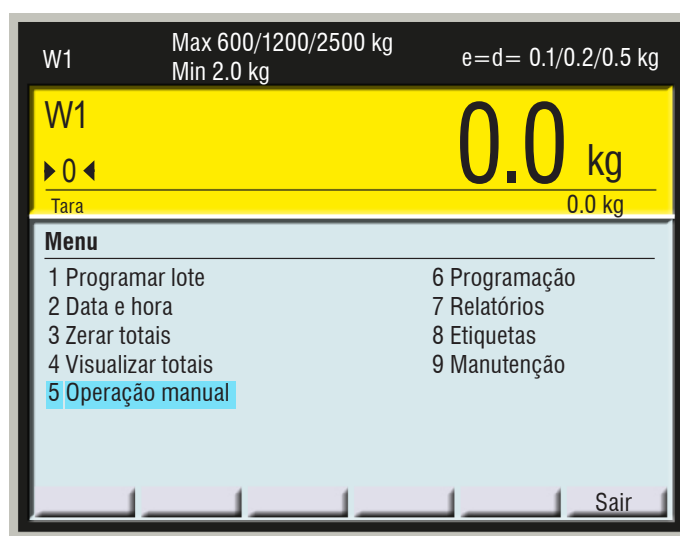 W1
Max 600/1200/2500 kg
Min 2.0 kg
e=d= 0.1/0.2/0.5 kg
W1
0.0 kg
0
Tara
0.0 kg
Menu
1 Programar lote
2 Data e hora
3 Zerar totais
4 Visualizar totais
5 Operação manual
6 Programação
7 Relatórios
8 Etiquetas
9 Manutenção
Sair